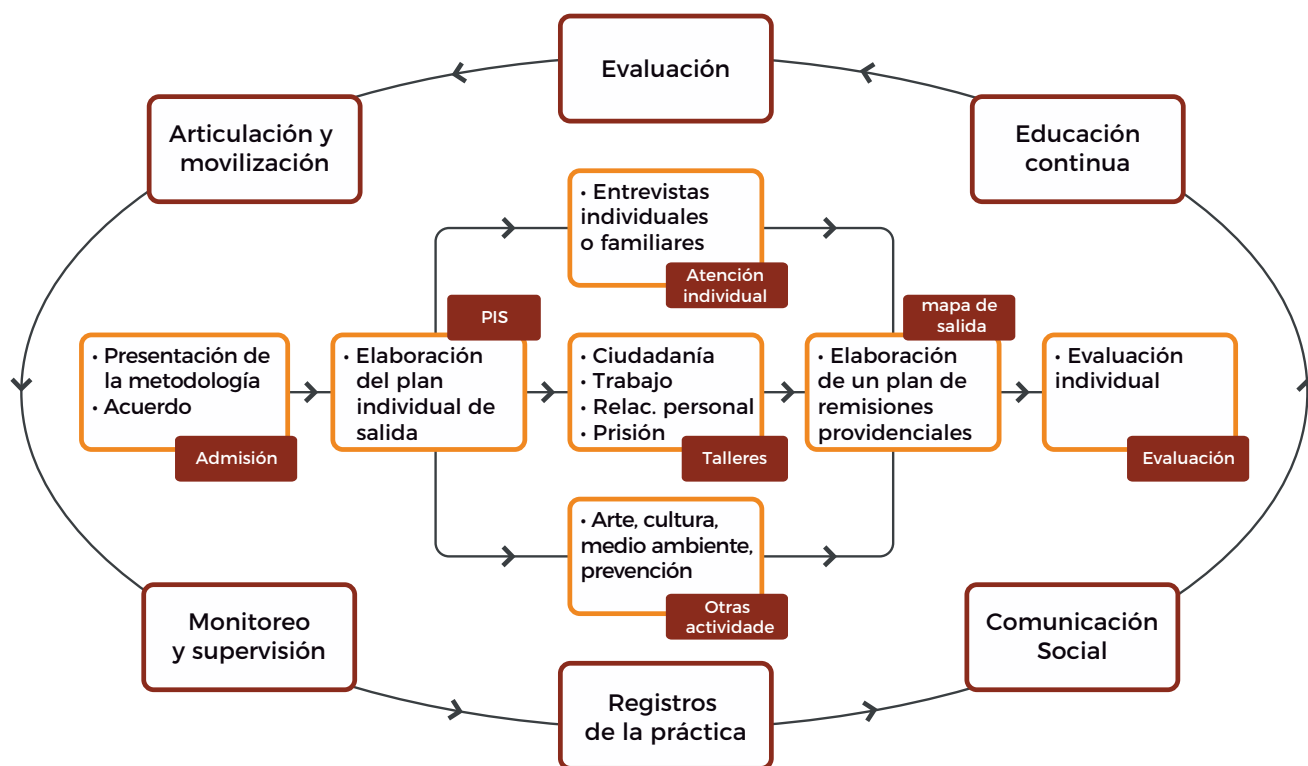 Evaluación
Articulación y
movilización
Educación
continua
• Entrevistas
individuales
o familiares
Atención
individual
PIS
mapa de
salida
• Presentación de
la metodología
• Acuerdo
Admisión
• Elaboración
del plan
individual de
salida
• Ciudadanía
• Trabajo
• Relac. personal
• Prisión
Talleres
• Elaboración
de un plan de
remisiones
providenciales
• Evaluación
individual
Evaluación
• Arte, cultura,
medio ambiente,
prevención
Otras
actividade
Monitoreo
y supervisión
Comunicación
Social
Registros
de la práctica